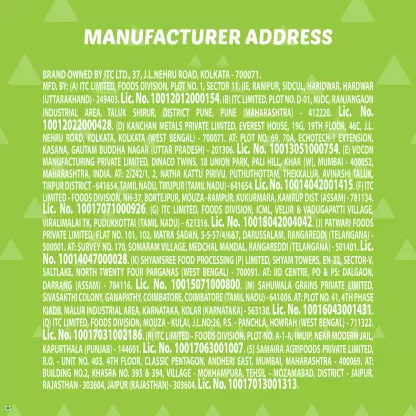 MANUFACTURER ADDRESS
BRAND OWNED BY ITC LTD., 37, J.L.NEHRU ROAD, KOLKATA - 700071.
MFD. BY: (A) ITC LIMITED, FOODS DIVISION, PLOT NO. 1, SECTOR 11, IIE, RANIPUR, SIDCUL, HARIDWAR, HARDWAR
(UTTARAKHAND) - 249403. Lic. No. 10012012000154. (B) ITC LIMITED, PLOT NO. D-01, MIDC, RANJANGAON
INDUSTRIAL AREA, TALUK SHIRUR, DISTRICT PUNE, PUNE (MAHARASHTRA) - 412220. Lic. No.
10012022000428. (D) KANCHAN METALS PRIVATE LIMITED, EVEREST HOUSE, 19G, 19TH FLOOR, 46C, J.L.
NEHRU ROAD, KOLKATA, KOLKATA (WEST BENGAL) - 700071. AT: PLOT NO. 69, 70A, ECHOTECH-1 EXTENSION,
KASANA, GAUTAM BUDDHA NAGAR (UTTAR PRADESH) - 201306. Lic. No. 10013051000754. (E) VOCON
MANUFACTURING PRIVATE LIMITED, DINACO TWINS, 18 UNION PARK, PALI HILL, KHAR (W), MUMBAI - 400052,
MAHARASHTRA, INDIA. AT: 2/242/1, 2, NATHA KATTU PIRIVU, PUTHUTHOTTAM, THEKKALUR, AVINASHI TALUK,
TIRPUR DISTRICT - 641654, TAMIL NADU, TIRUPUR (TAMIL NADU) - 641654. Lic. No. 10014042001415. (F) ITC
LIMITED, FOODS DIVISION, NH-37, BORTEJPUR, MOUZA-RAMPUR, KUKURMARA, KAMRUP DIST. (ASSAM) - 781134.
Lic. No. 10017071000926. (G) ITC LIMITED, FOODS DIVISION, ICML, VELUR & VADUGAPATTI VILLAGE,
VIRALIMALAI TK, PUDUKKOTTAI (TAMIL NADU) - 621316. Lic. No. 10018042004042. (J) PATWARI FOODS
PRIVATE LIMITED, FLAT NO. 101, 102, MATRA SADAN, 5-5-57/4/6&7, DARUSSALAM, RANGAREDDI (TELANGANA) -
500001. AT: SURVEY NO. 170, SOMARAM VILLAGE, MEDCHAL MANDAL, RANGAREDDI (TELANGANA) - 501401. Lic.
No. 10014047000028. (K) SHYAMSREE FOOD PROCESSING (P) LIMITED, SHYAM TOWERS, EN-32, SECTOR-V,
SALTLAKE, NORTH TWENTY FOUR PARGANAS (WEST BENGAL) - 700091. AT: IID CENTRE, PO & PS: DALGAON,
DARRANG (ASSAM) - 784116. Lic. No. 10015071000800. (M) SAHUWALA GRAINS PRIVATE LIMITED,
SIVASAKTHI COLONY, GANAPATHY, COIMBATORE, COIMBATORE (TAMIL NADU) - 641006. AT: PLOT NO. 41, 4TH PHASE
KIADB, MALUR INDUSTRIAL AREA, KARNATAKA, KOLAR (KARNATAKA) - 563130. Lic. No. 10016043001431.
(Q) ITC LIMITED, FOODS DIVISION, MOUZA - KULAI, J.L.NO:26, P.S. - PANCHLA, HOWRAH (WEST BENGAL) - 711322.
Lic. No. 10017031002186. (R) ITC LIMITED - FOODS DIVISION, PLOT NO. A-1-A, IMUIP, NEAR MODERN JAIL,
KAPURTHALA (PUNJAB) - 144601. Lic. No. 10017063001007. (S) SAMAIRA AGRIFOODS PRIVATE LIMITED,
R.O. - UNIT NO. 403, 4TH FLOOR, CLASSIC PENTAGON, ANDHERI EAST, MUMBAI, MAHARASHTRA - 400069. AT:
BUILDING NO.2, KHASRA NO. 393 & 394, VILLAGE - MOKHAMPURA, TEHSIL - MOZAMABAD, DISTRICT - JAIPUR,
RAJASTHAN - 303604, JAIPUR (RAJASTHAN) - 303604. Lic. No. 10017013001313.